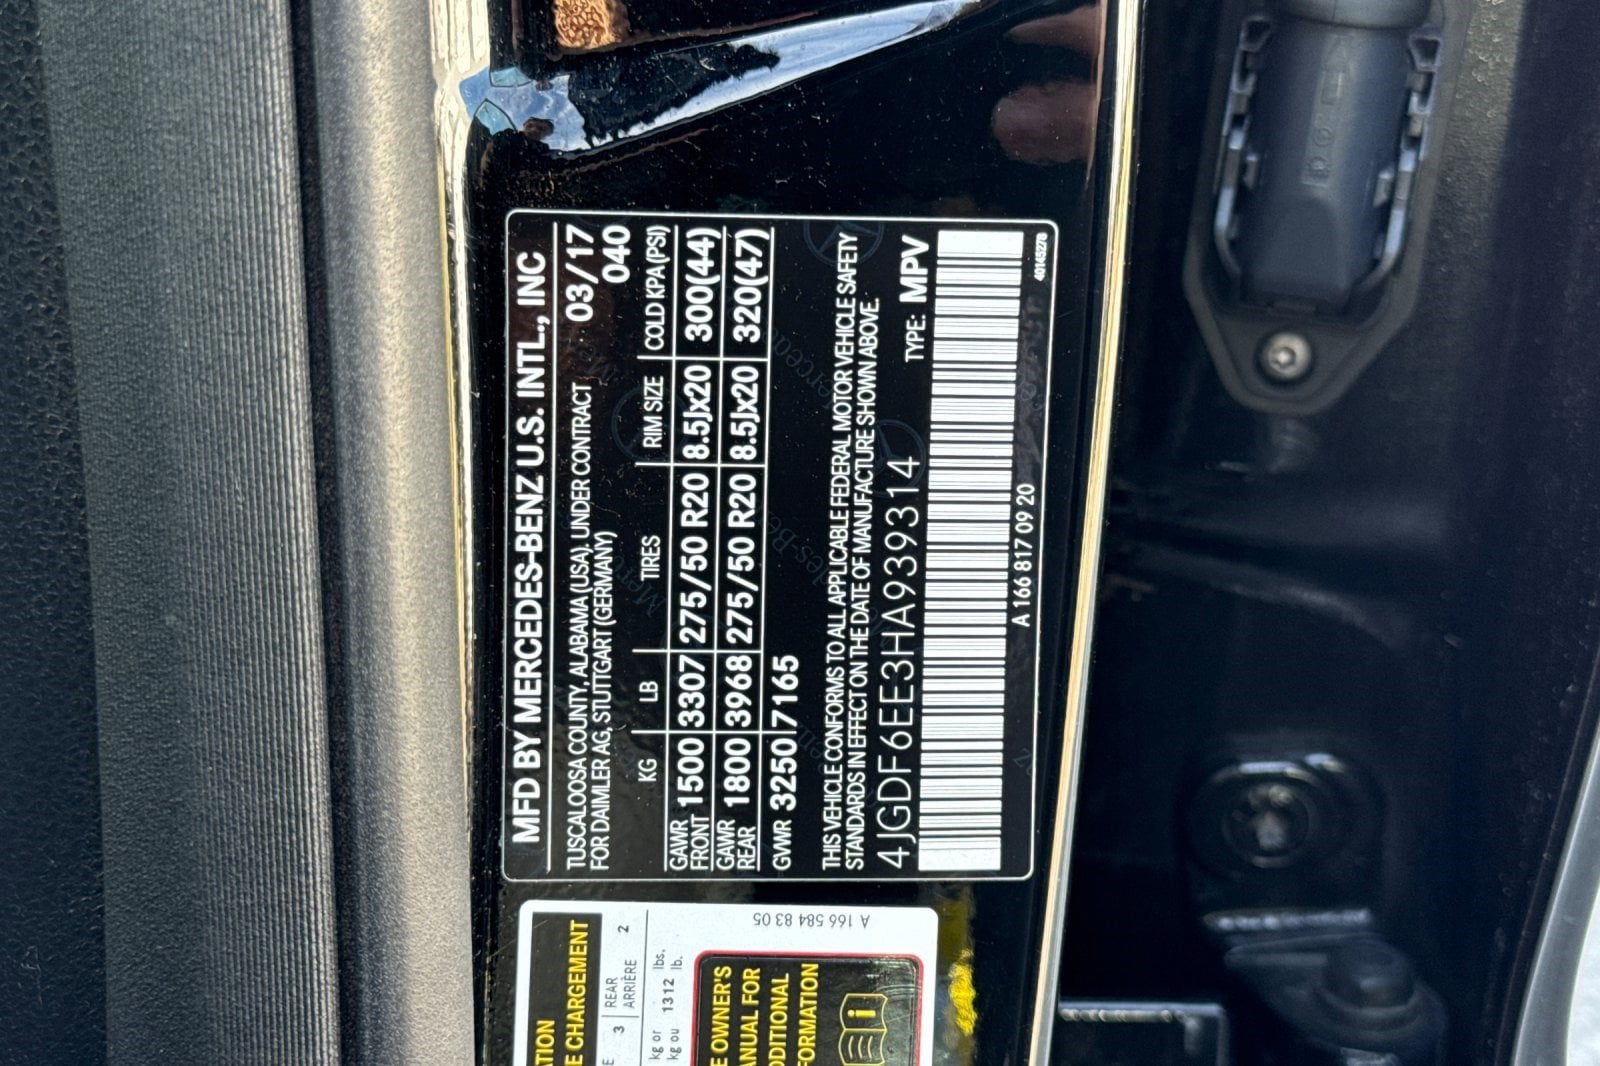 MFD BY MERCEDES-BENZ U.S. INTL., INC
TUSCALOOSA COUNTY, ALABAMA (USA), UNDER CONTRACT 03/17
FOR DAIMLER AG, STUTTGART (GERMANY) 040
KG LB TIRES RIM SIZE COLD KPA (PSI)
GAWR FRONT 1500 3307 275/50 R20 8.5Jx20 300(44)
GAWR REAR 1800 3968 275/50 R20 8.5Jx20 320(47)
GVWR 3250 7165
THIS VEHICLE CONFORMS TO ALL APPLICABLE FEDERAL MOTOR VEHICLE SAFETY
STANDARDS IN EFFECT ON THE DATE OF MANUFACTURE SHOWN ABOVE.
4JGDF6EE3HA939314 TYPE: MPV
A 166 817 09 20
40145278
A 166 584 83 05
CHARGEMENT
3 REAR 2
ARRIÈRE
kg or 1312 lbs.
kg ou lb.
OWNER'S
FOR